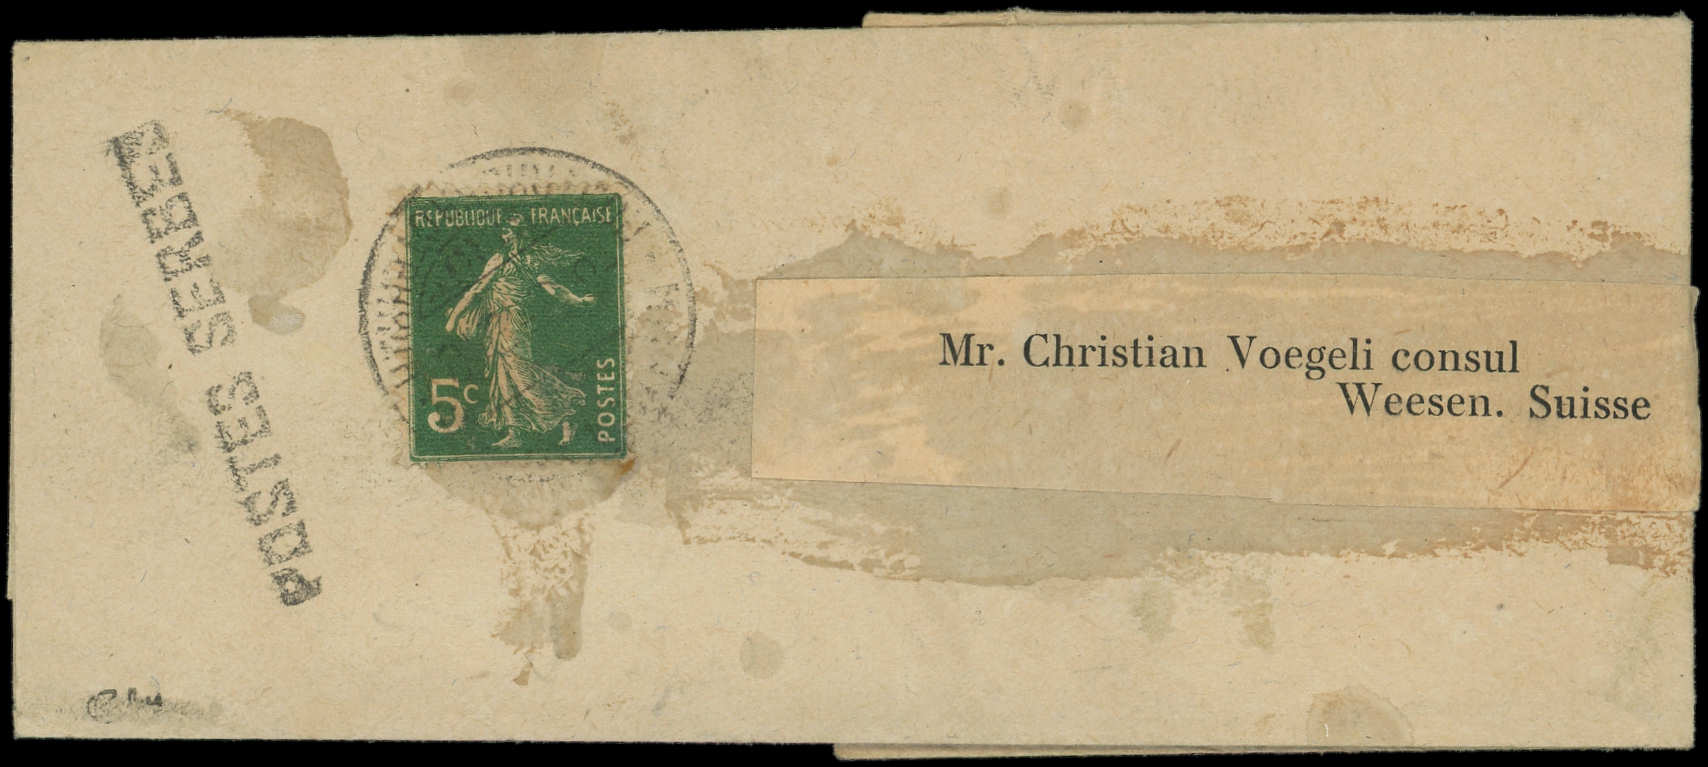 POSTES SERBES
REPUBLIQUE FRANÇAISE
5c
POSTES
Mr. Christian Voegeli consul
Weesen. Suisse